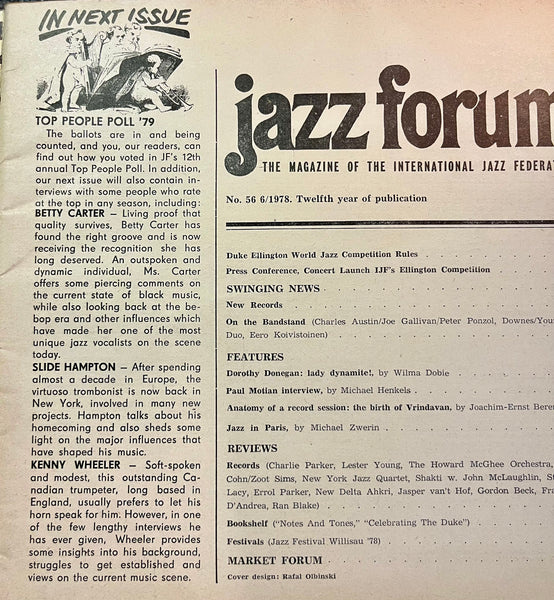 IN NEXT ISSUE
TOP PEOPLE POLL '79
The ballots are in and being
counted, and you, our readers, can
find out how you voted in JF's 12th
annual Top People Poll. In addition,
our next issue will also contain in-
terviews with some people who rate
at the top in any season, including:
BETTY CARTER – Living proof that
quality survives, Betty Carter has
found the right groove and is now
receiving the recognition she has
long deserved. An outspoken and
dynamic individual, Ms. Carter
offers some piercing comments on
the current state of black music,
while also looking back at the be-
bop era and other influences which
have made her one of the most
unique jazz vocalists on the scene
today.
SLIDE HAMPTON – After spending
almost a decade in Europe, the
virtuoso trombonist is now back in
New York, involved in many new
projects. Hampton talks about his
homecoming and also sheds some
light on the major influences that
have shaped his music.
KENNY WHEELER – Soft-spoken
and modest, this outstanding Ca-
nadian trumpeter, long based in
England, usually prefers to let his
horn speak for him. However, in one
of the few lengthy interviews he
has ever given, Wheeler provides
some insights into his background,
struggles to get established and
views on the current music scene.
jazz forum
THE MAGAZINE OF THE INTERNATIONAL JAZZ FEDERAT
No. 56 6/1978. Twelfth year of publication
Duke Ellington World Jazz Competition Rules
Press Conference, Concert Launch IJF's Ellington Competition
SWINGING NEWS
New Records
On the Bandstand (Charles Austin/Joe Gallivan/Peter Ponzol, Downes/You
Duo, Eero Koivistoinen)
FEATURES
Dorothy Donegan: lady dynamite!, by Wilma Dobie
Paul Motian interview, by Michael Henkels
Anatomy of a record session: the birth of Vrindavan, by Joachim-Ernst Beren
Jazz in Paris, by Michael Zwerin
REVIEWS
Records (Charlie Parker, Lester Young, The Howard McGhee Orchestra,
Cohn/Zoot Sims, New York Jazz Quartet, Shakti w. John McLaughlin, St
Lacy, Errol Parker, New Delta Ahkri, Jasper van't Hof, Gordon Beck, Fra
D'Andrea, Ran Blake)
Bookshelf ("Notes And Tones," "Celebrating The Duke")
Festivals (Jazz Festival Willisau '78)
MARKET FORUM
Cover design: Rafal Olbinski